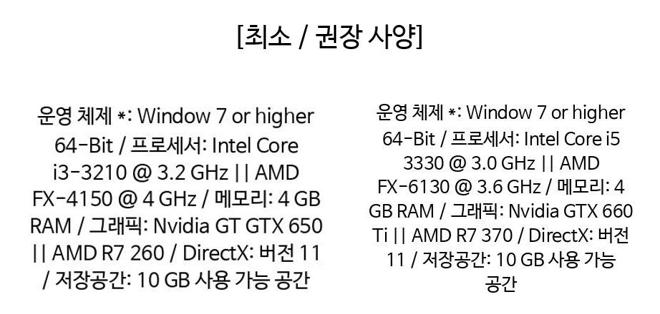 [최소 / 권장 사양]
운영 체제 *: Window 7 or higher
64-Bit / 프로세서: Intel Core
i3-3210 @ 3.2 GHz || AMD
FX-4150 @ 4 GHz / 메모리: 4 GB
RAM / 그래픽: Nvidia GT GTX 650
|| AMD R7 260 / DirectX: 버전 11
/ 저장공간: 10 GB 사용 가능 공간
운영 체제 *: Window 7 or higher
64-Bit / 프로세서: Intel Core i5
3330 @ 3.0 GHz || AMD
FX-6130 @ 3.6 GHz / 메모리: 4
GB RAM / 그래픽: Nvidia GTX 660
Ti || AMD R7 370 / DirectX: 버전
11 / 저장공간: 10 GB 사용 가능
공간